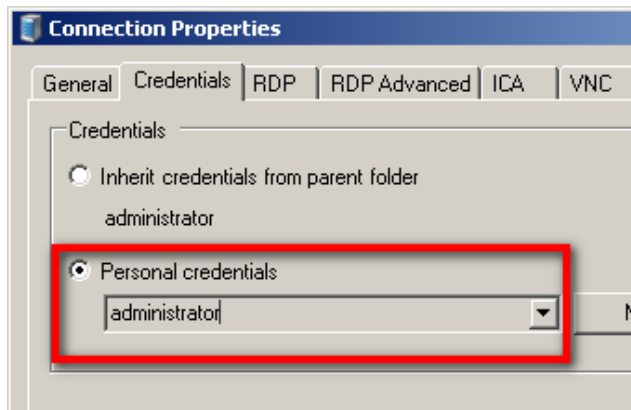 Connection Properties
General Credentials RDP RDP Advanced ICA VNC
Credentials
Inherit credentials from parent folder
administrator
Personal credentials
administrator